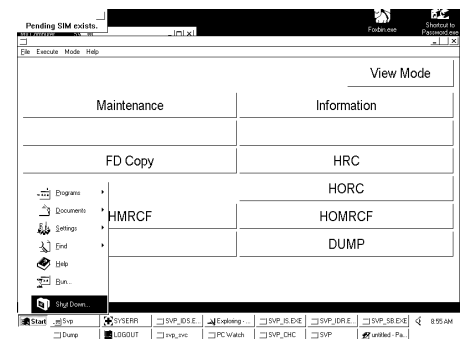 Pending SIM exists.
Foxbin.exe
Shortcut to Password.exe
File Execute Mode Help
View Mode
Maintenance
Information
FD Copy
HRC
HORC
HMRCF
HOMRCF
DUMP
Programs
Documents
Settings
Find
Help
Run...
Shut Down...
Start
Svp
SYSERR
SVP_IDS.E...
Exploring - ...
SVP_IS.EXE
SVP_IDR.E...
SVP_SB.EXE
8:55 AM
Dump
LOGOUT
svp_svc
PC Watch
SVP_CHC
SVP
untitled - Pa...